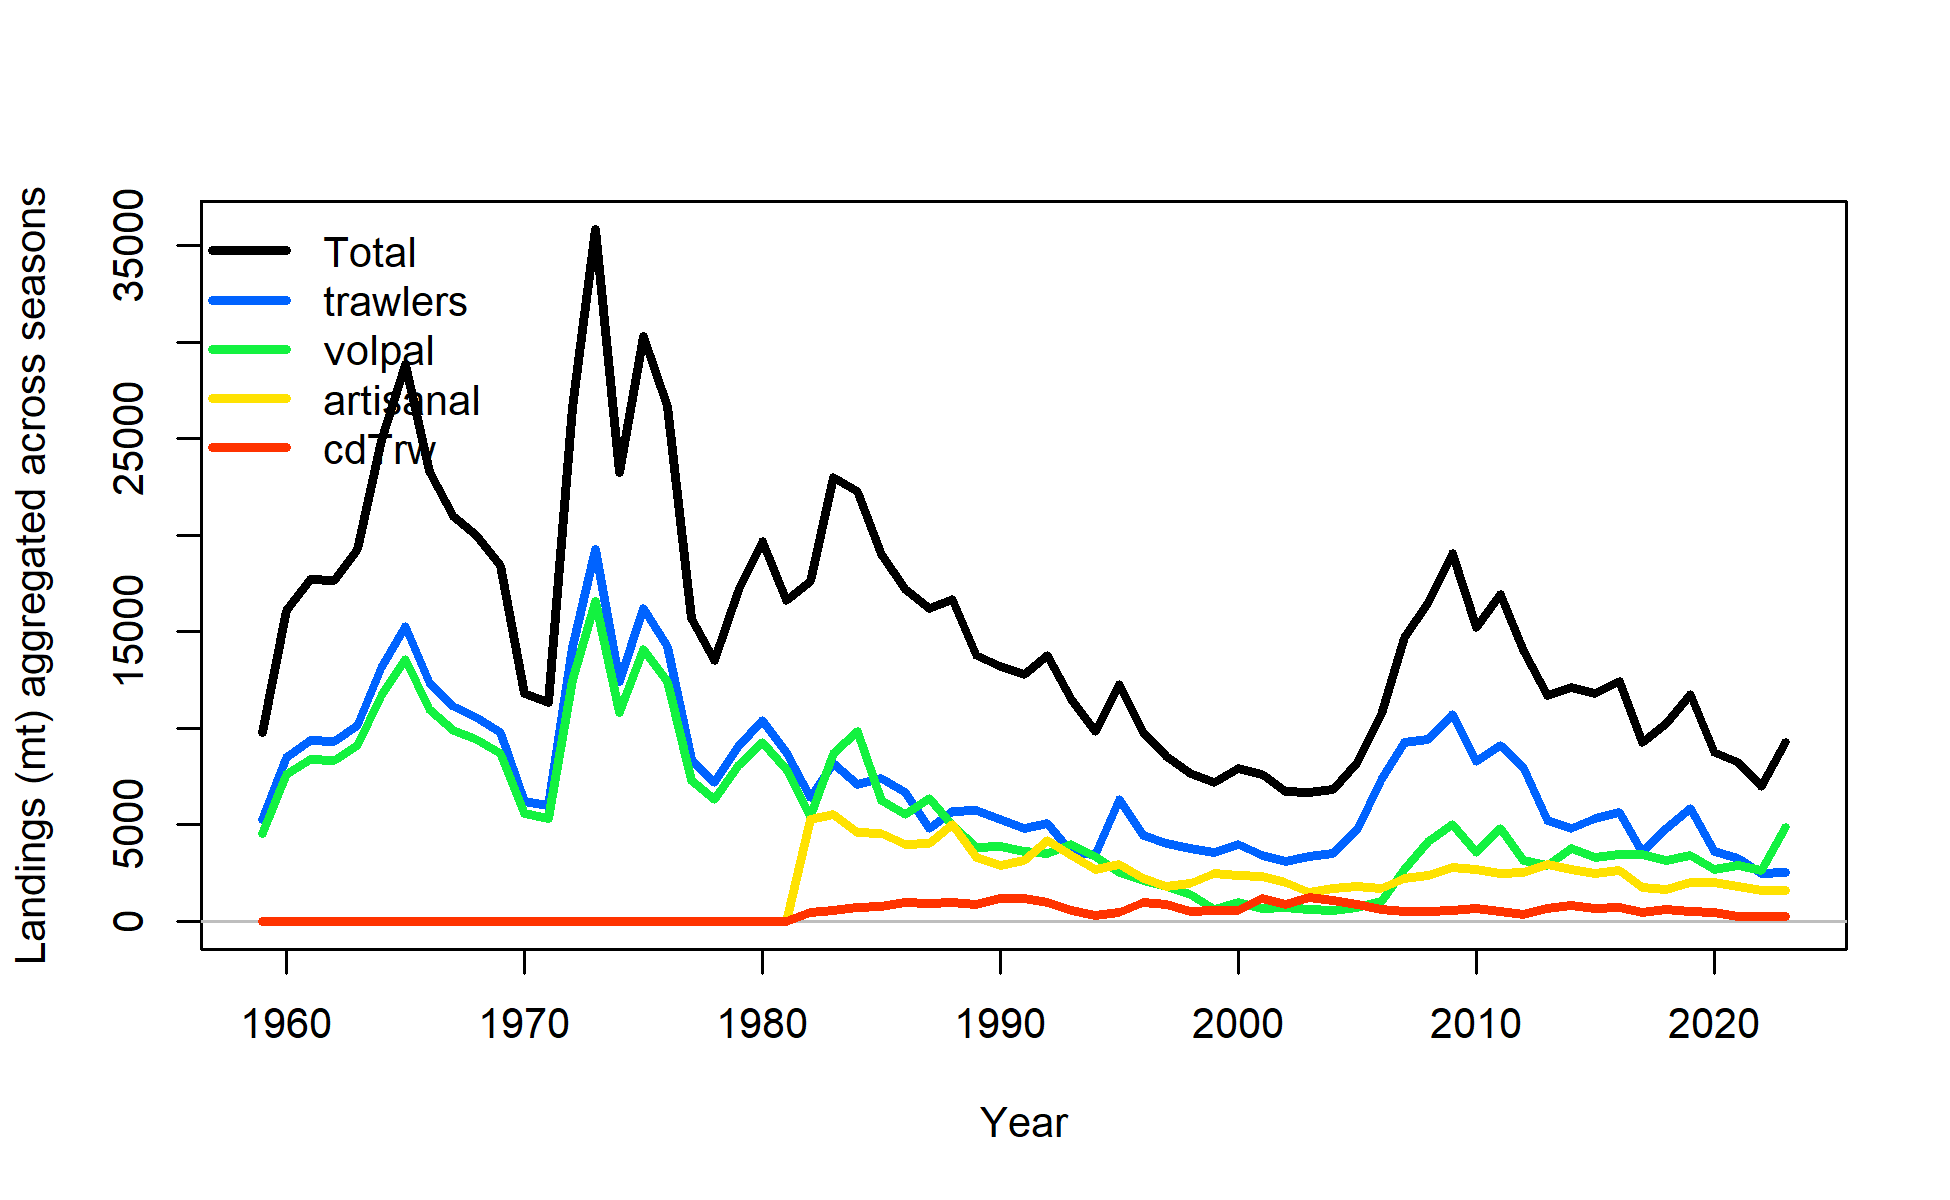 Landings (mt) aggregated across seasons
35000
25000
15000
5000
0
Total
trawlers
volpal
artisanal
cdTrw
1960 1970 1980 1990 2000 2010 2020
Year